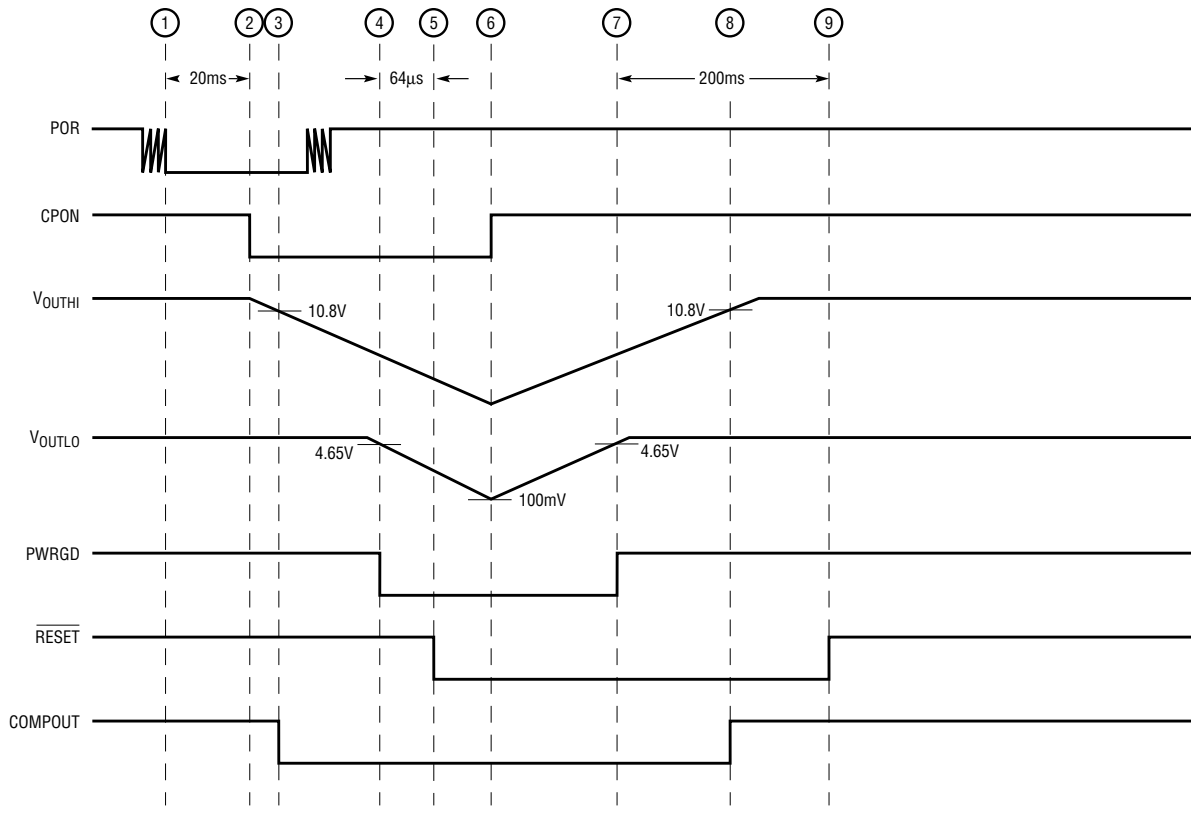 1 2 3 4 5 6 7 8 9
20ms 64µs 200ms
POR
CPON
VOUTHI
10.8V 10.8V
VOUTLO
4.65V 4.65V
100mV
PWRGD
RESET
COMPOUT